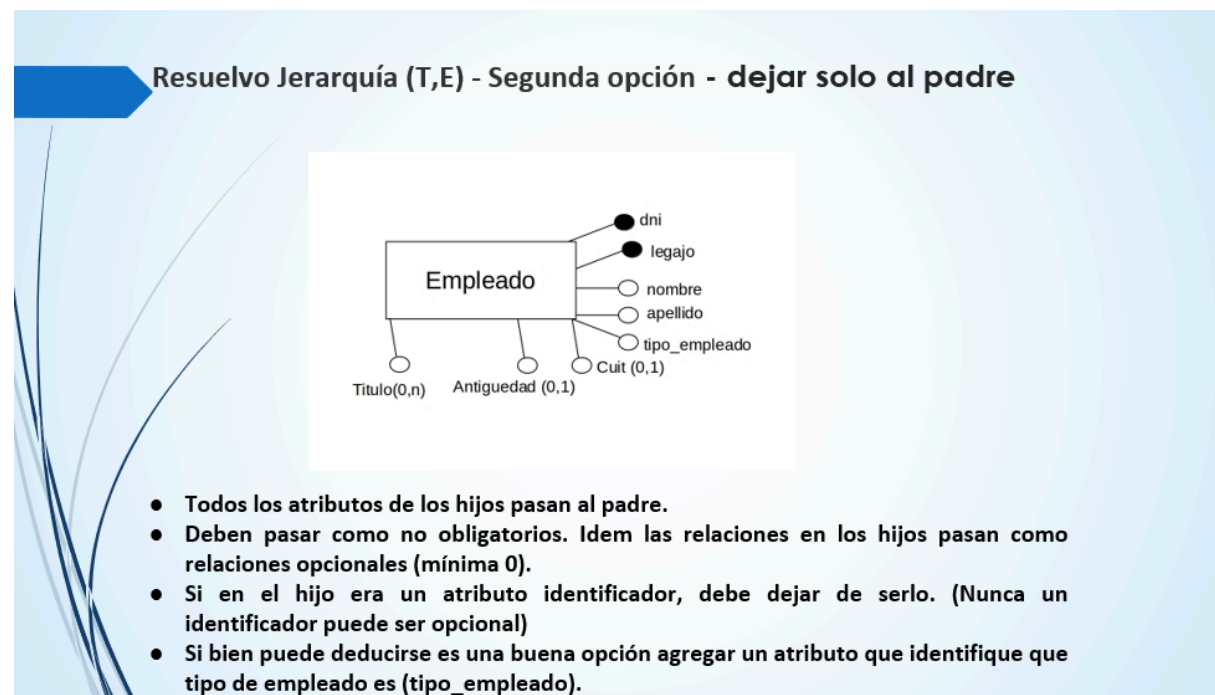 Resuelvo Jerarquía (T,E) - Segunda opción - dejar solo al padre
dni
legajo
Empleado
nombre
apellido
tipo_empleado
Cuit (0,1)
Titulo(0,n)
Antiguedad (0,1)
● Todos los atributos de los hijos pasan al padre.
● Deben pasar como no obligatorios. Idem las relaciones en los hijos pasan como
relaciones opcionales (mínima 0).
● Si en el hijo era un atributo identificador, debe dejar de serlo. (Nunca un
identificador puede ser opcional)
● Si bien puede deducirse es una buena opción agregar un atributo que identifique que
tipo de empleado es (tipo_empleado).